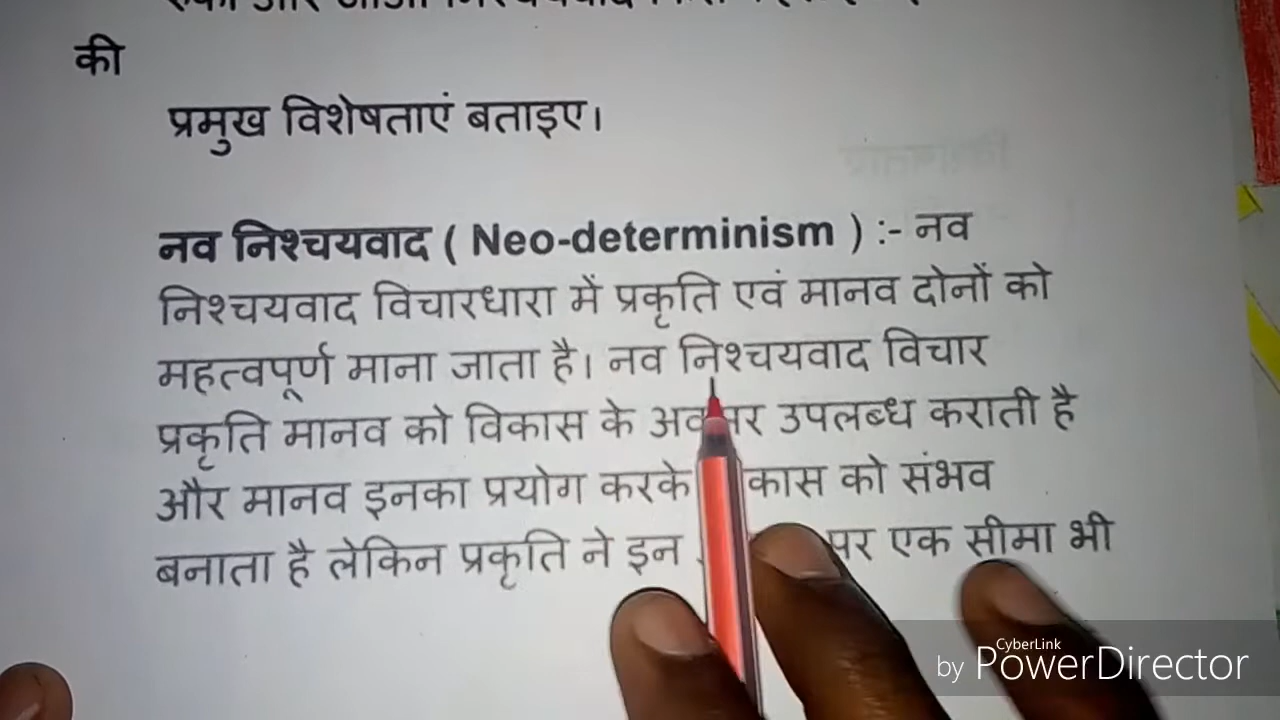 की
प्रमुख विशेषताएं बताइए।
नव निश्चयवाद ( Neo-determinism ) :- नव
निश्चयवाद विचारधारा में प्रकृति एवं मानव दोनों को
महत्वपूर्ण माना जाता है। नव निश्चयवाद विचार
प्रकृति मानव को विकास के उपलब्ध कराती है
और मानव इनका प्रयोग करके को संभव
बनाता है लेकिन प्रकृति ने इन पर एक सीमा भी
CyberLink
by PowerDirector